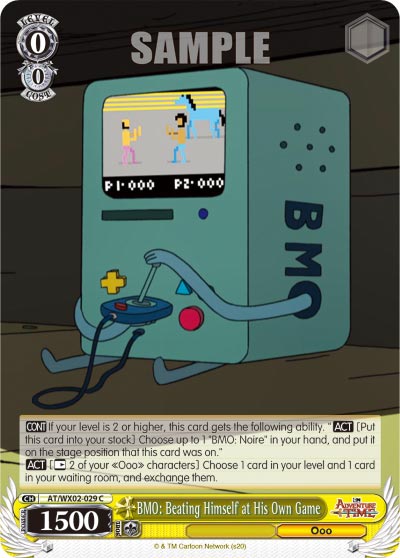 LEVEL
0
0
COST
SAMPLE
P1·000 P2·000
BMO
CONT If your level is 2 or higher, this card gets the following ability. " ACT [Put
this card into your stock] Choose up to 1 "BMO: Noire" in your hand, and put it
on the stage position that this card was on."
ACT [ 2 of your «Ooo» characters] Choose 1 card in your level and 1 card
in your waiting room, and exchange them.
CH AT/WX02-029 C
POWER
1500
SOUL
BMO: Beating Himself at His Own Game
ADVENTURE TIME
Ooo
© & TM Cartoon Network (s20)